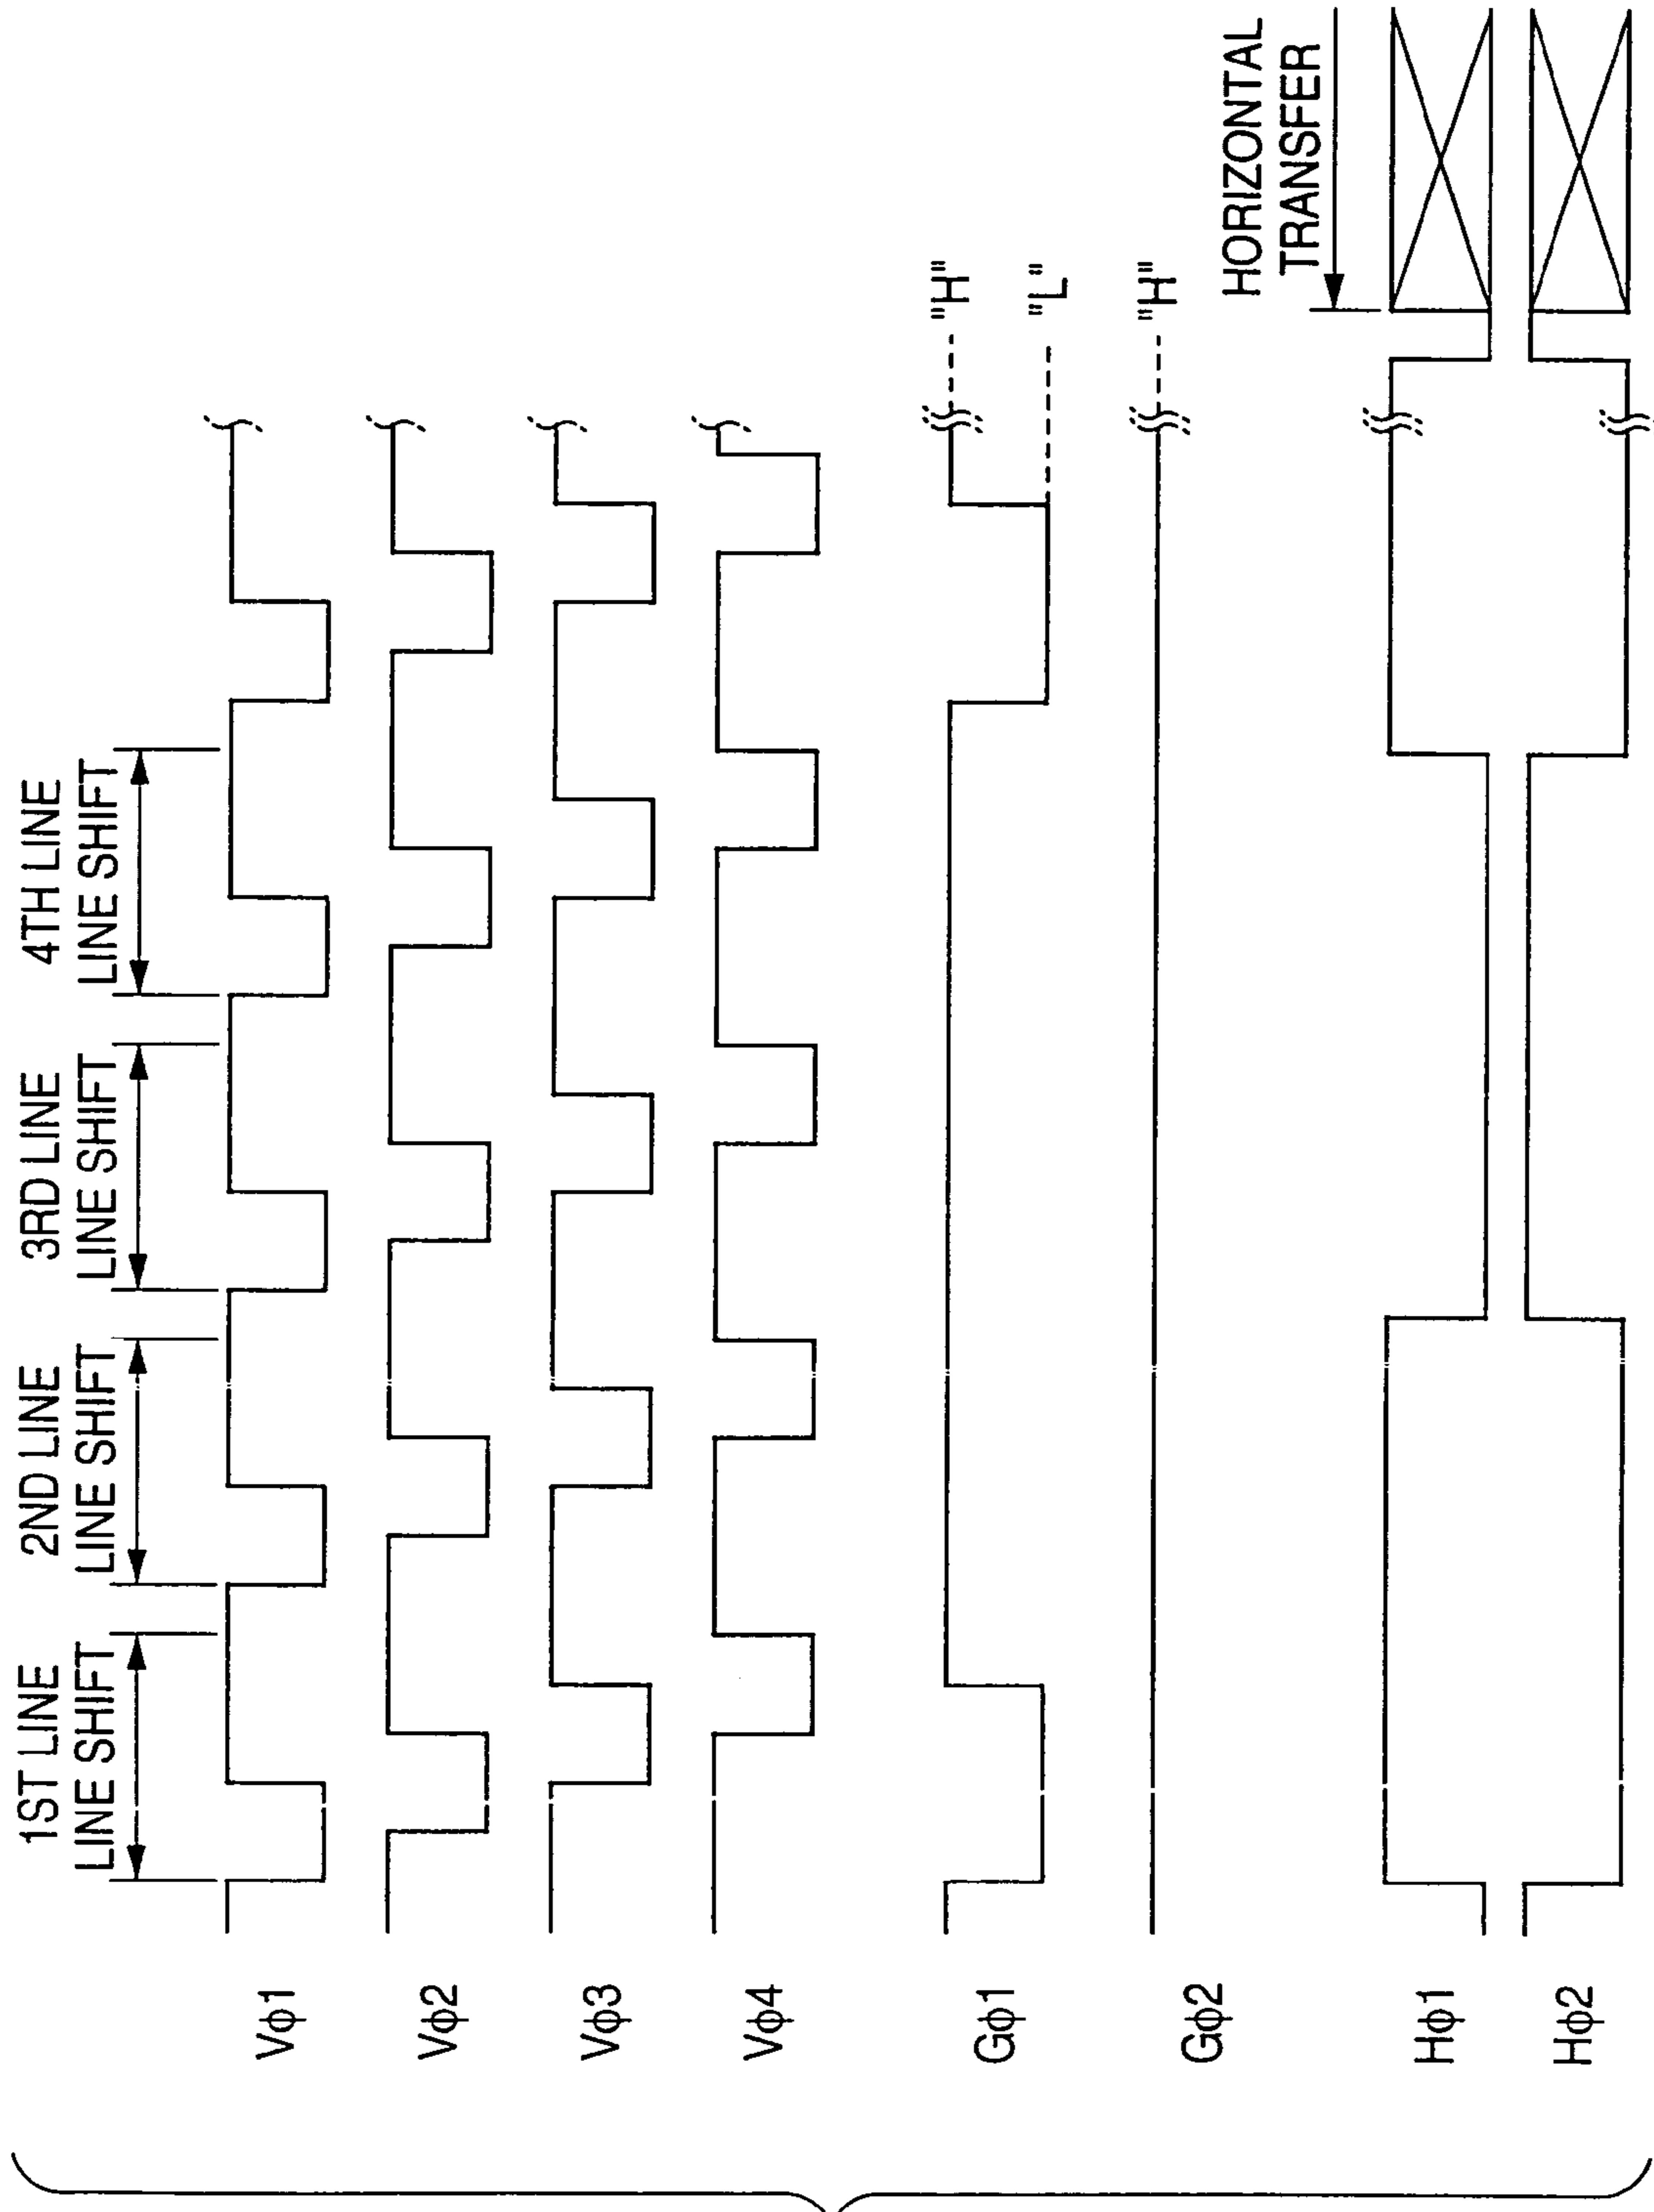 1ST LINE
LINE SHIFT
2ND LINE
LINE SHIFT
3RD LINE
LINE SHIFT
4TH LINE
LINE SHIFT
Vϕ1
Vϕ2
Vϕ3
Vϕ4
Gϕ1
"H"
"L"
Gϕ2
"H"
HORIZONTAL
TRANSFER
Hϕ1
Hϕ2